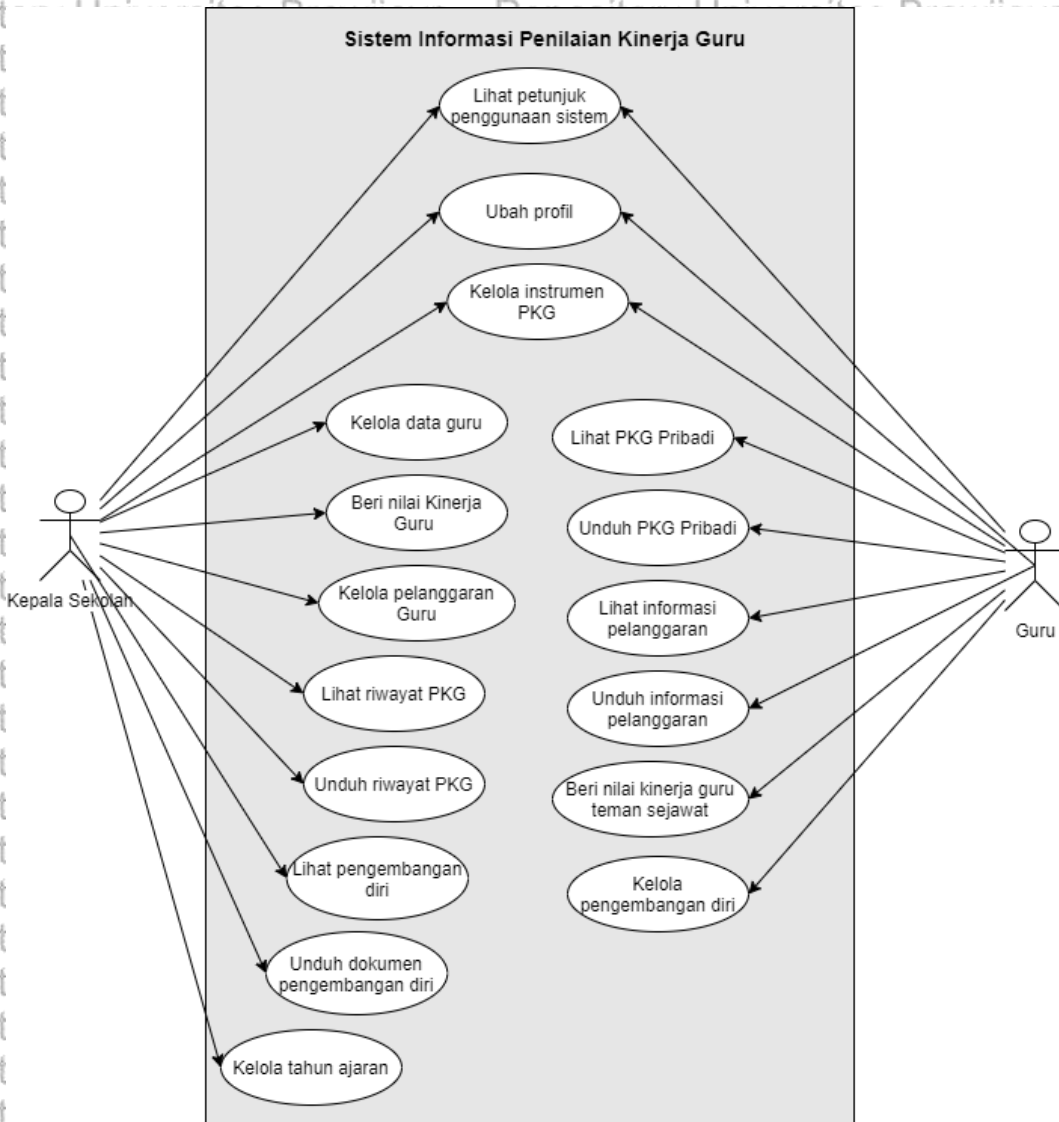 Sistem Informasi Penilaian Kinerja Guru
Lihat petunjuk
penggunaan sistem
Ubah profil
Kelola instrumen
PKG
Kelola data guru
Beri nilai Kinerja
Guru
Kelola pelanggaran
Guru
Lihat riwayat PKG
Unduh riwayat PKG
Lihat pengembangan
diri
Unduh dokumen
pengembangan diri
Kelola tahun ajaran
Lihat PKG Pribadi
Unduh PKG Pribadi
Lihat informasi
pelanggaran
Unduh informasi
pelanggaran
Beri nilai kinerja guru
teman sejawat
Kelola
pengembangan diri
Kepala Sekolah
Guru